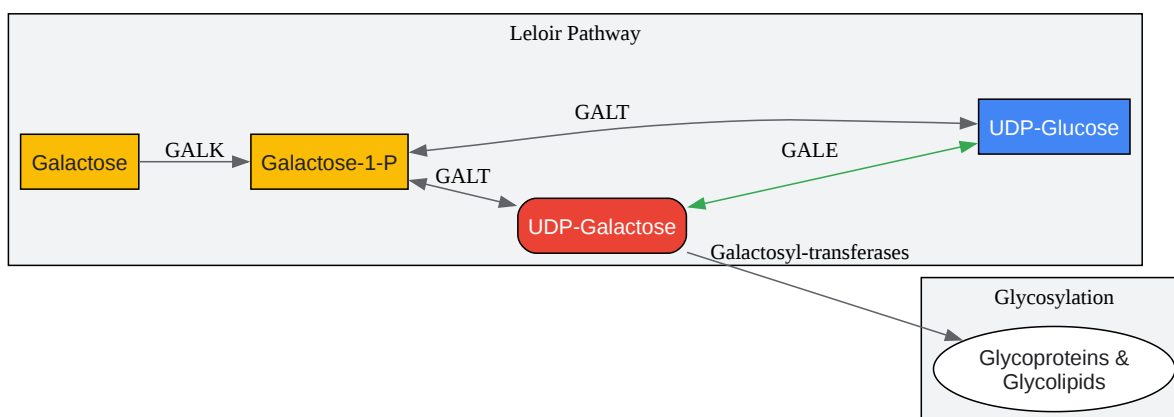 Leloir Pathway
GALT
UDP-Glucose
Galactose
GALK
Galactose-1-P
GALE
GALT
UDP-Galactose
Galactosyl-transferases
Glycosylation
Glycoproteins &
Glycolipids